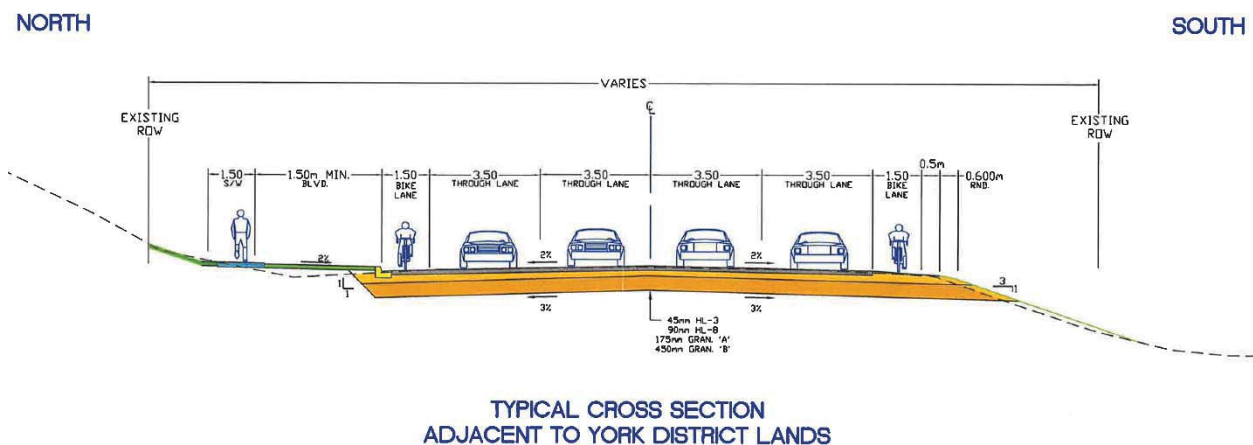 NORTH
SOUTH
VARIES
℄
EXISTING
ROW
EXISTING
ROW
1.50
S/W
1.50m MIN.
BLVD.
1.50
BIKE
LANE
3.50
THROUGH LANE
3.50
THROUGH LANE
3.50
THROUGH LANE
3.50
THROUGH LANE
1.50
BIKE
LANE
0.5m
0.600m
RND.
2%
2%
2%
1
1
3%
3%
3
1
45mm HL-3
90mm HL-8
175mm GRAN. 'A'
450mm GRAN. 'B'
TYPICAL CROSS SECTION
ADJACENT TO YORK DISTRICT LANDS